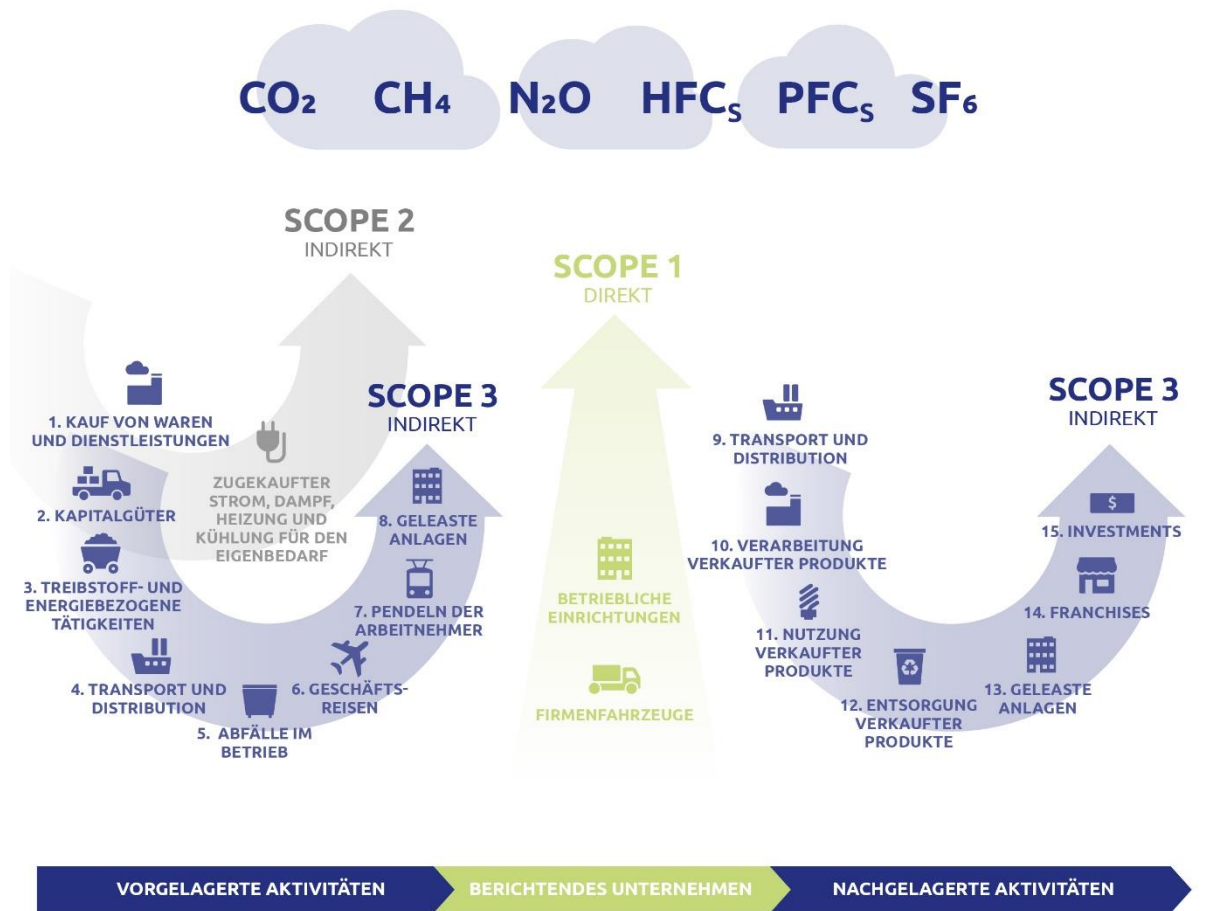 CO₂ CH₄ N₂O HFCₛ PFCₛ SF₆
SCOPE 2
INDIREKT
ZUGEKAUFTER
STROM, DAMPF,
HEIZUNG UND
KÜHLUNG FÜR DEN
EIGENBEDARF
SCOPE 3
INDIREKT
1. KAUF VON WAREN
UND DIENSTLEISTUNGEN
2. KAPITALGÜTER
3. TREIBSTOFF- UND
ENERGIEBEZOGENE
TÄTIGKEITEN
4. TRANSPORT UND
DISTRIBUTION
5. ABFÄLLE IM
BETRIEB
6. GESCHÄFTS-
REISEN
7. PENDELN DER
ARBEITNEHMER
8. GELEASTE
ANLAGEN
SCOPE 1
DIREKT
BETRIEBLICHE
EINRICHTUNGEN
FIRMENFAHRZEUGE
SCOPE 3
INDIREKT
9. TRANSPORT UND
DISTRIBUTION
10. VERARBEITUNG
VERKAUFTER PRODUKTE
11. NUTZUNG
VERKAUFTER
PRODUKTE
12. ENTSORGUNG
VERKAUFTER
PRODUKTE
13. GELEASTE
ANLAGEN
14. FRANCHISES
15. INVESTMENTS
$
VORGELAGERTE AKTIVITÄTEN
BERICHTENDES UNTERNEHMEN
NACHGELAGERTE AKTIVITÄTEN